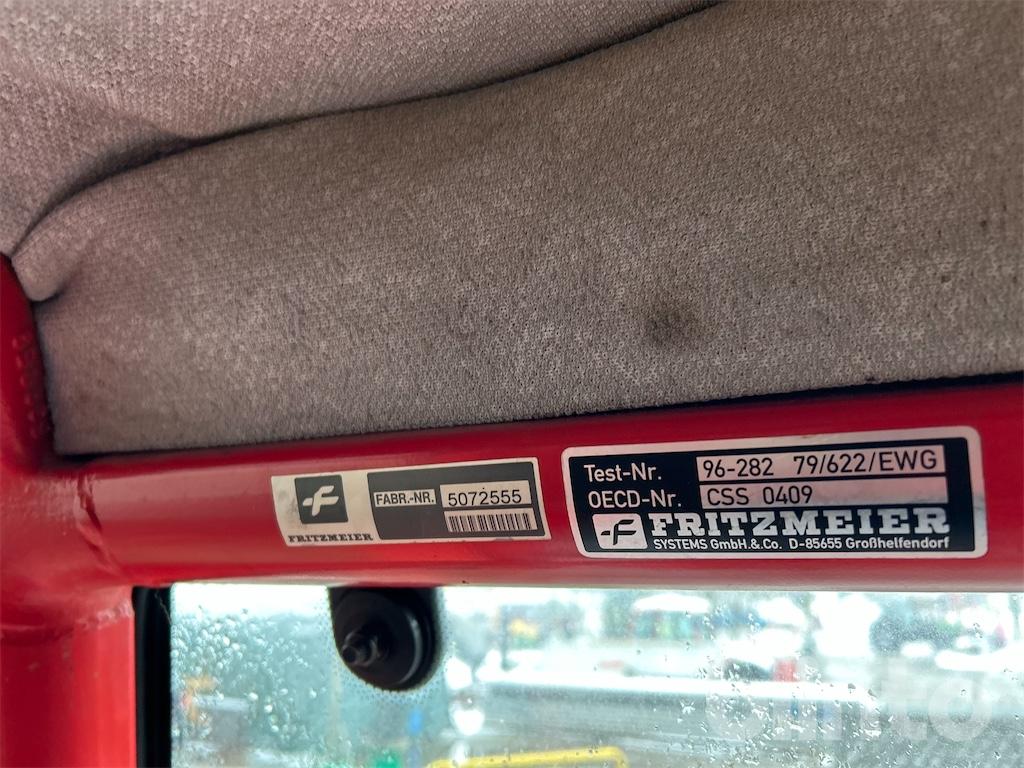 FABR.-NR. 5072555
FRITZMEIER
Test-Nr. 96-282 79/622/EWG
OECD-Nr. CSS 0409
FRITZMEIER
SYSTEMS GmbH.&.Co. D-85655 Großhelfendorf